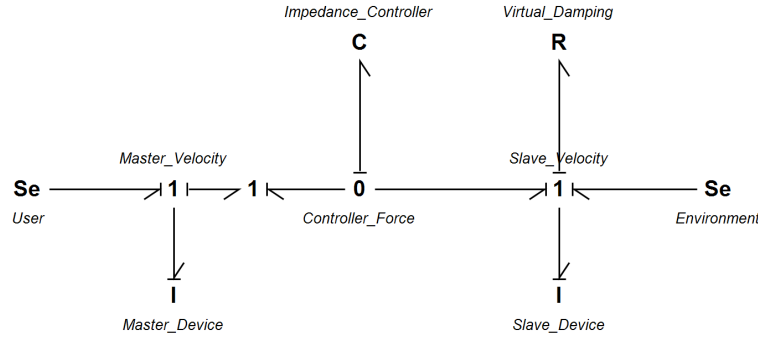 Impedance_Controller
Virtual_Damping
C
R
Master_Velocity
Slave_Velocity
Se
1
1
0
1
Se
User
Controller_Force
Environment
I
I
Master_Device
Slave_Device